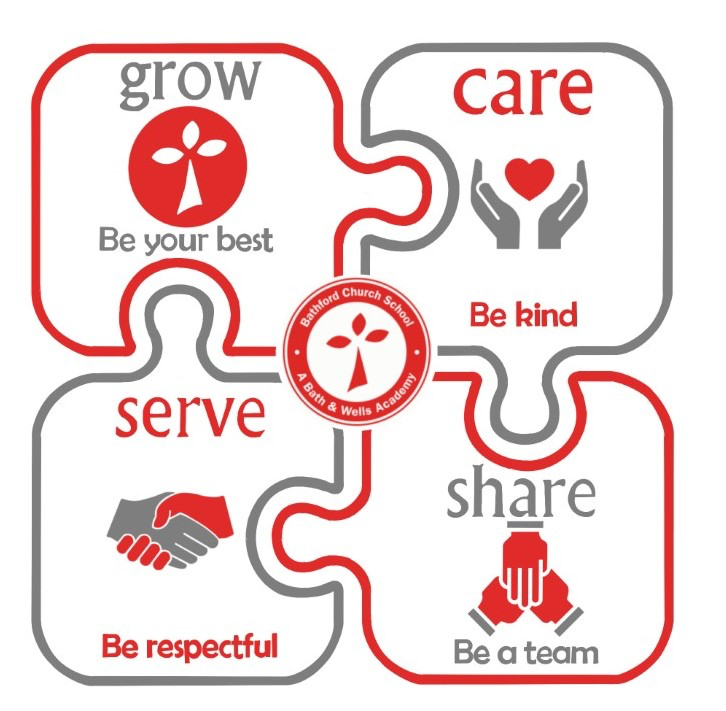 grow
Be your best
care
Be kind
Bathford Church School
A Bath & Wells Academy
serve
Be respectful
share
Be a team